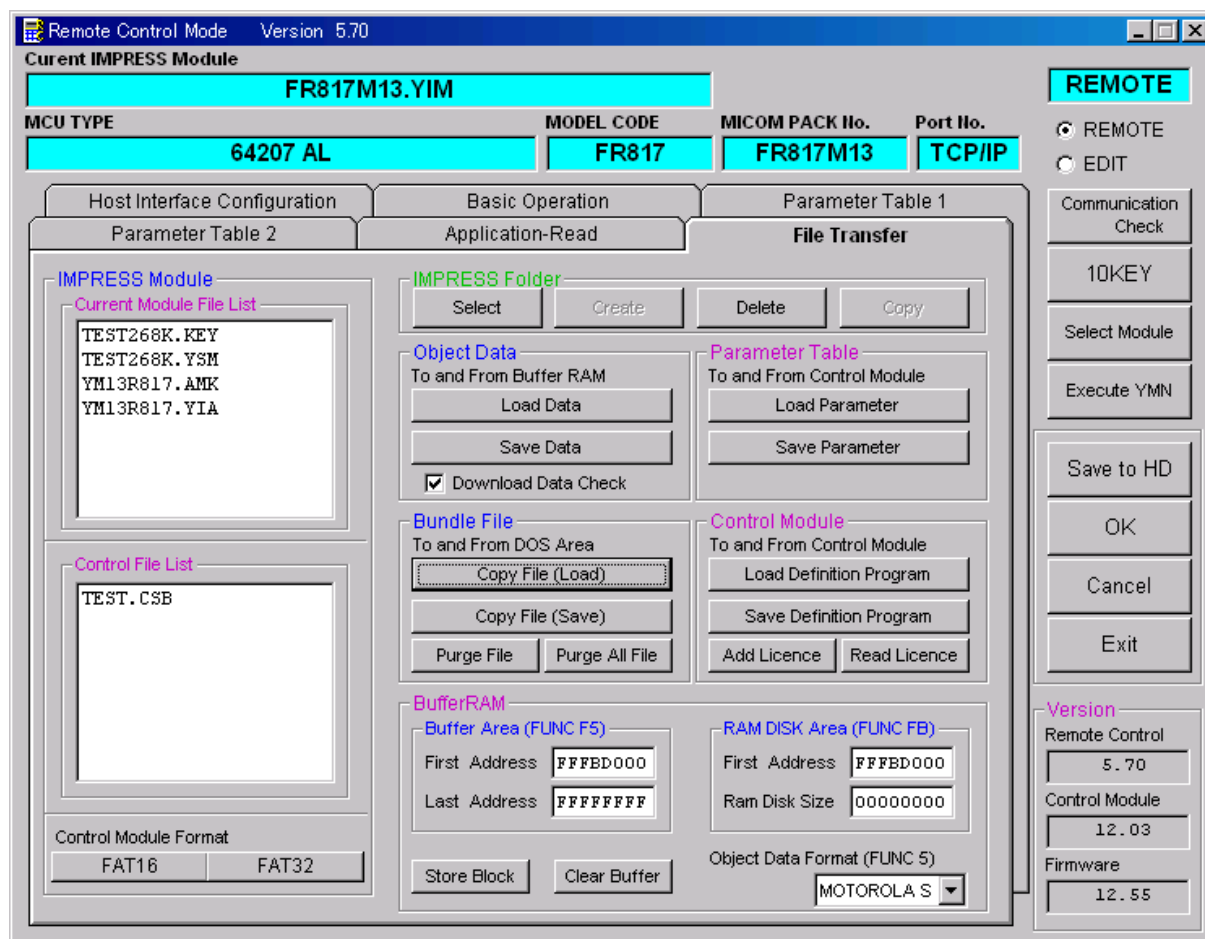 Remote Control Mode Version 5.70
Curent IMPRESS Module
FR817M13.YIM
REMOTE
MCU TYPE MODEL CODE MICOM PACK No. Port No.
64207 AL FR817 FR817M13 TCP/IP
REMOTE
EDIT
Host Interface Configuration Basic Operation Parameter Table 1
Parameter Table 2 Application-Read File Transfer
Communication
Check
10KEY
Select Module
Execute YMN
Save to HD
OK
Cancel
Exit
IMPRESS Module
Current Module File List
TEST268K.KEY
TEST268K.YSM
YM13R817.AMK
YM13R817.YIA
Control File List
TEST.CSB
Control Module Format
FAT16 FAT32
IMPRESS Folder
Select Create Delete Copy
Object Data
To and From Buffer RAM
Load Data
Save Data
Download Data Check
Parameter Table
To and From Control Module
Load Parameter
Save Parameter
Bundle File
To and From DOS Area
Copy File (Load)
Copy File (Save)
Purge File Purge All File
Control Module
To and From Control Module
Load Definition Program
Save Definition Program
Add Licence Read Licence
BufferRAM
Buffer Area (FUNC F5)
First Address FFFBD000
Last Address FFFFFFFF
RAM DISK Area (FUNC FB)
First Address FFFBD000
Ram Disk Size 00000000
Store Block Clear Buffer
Object Data Format (FUNC 5)
MOTOROLA S
Version
Remote Control
5.70
Control Module
12.03
Firmware
12.55